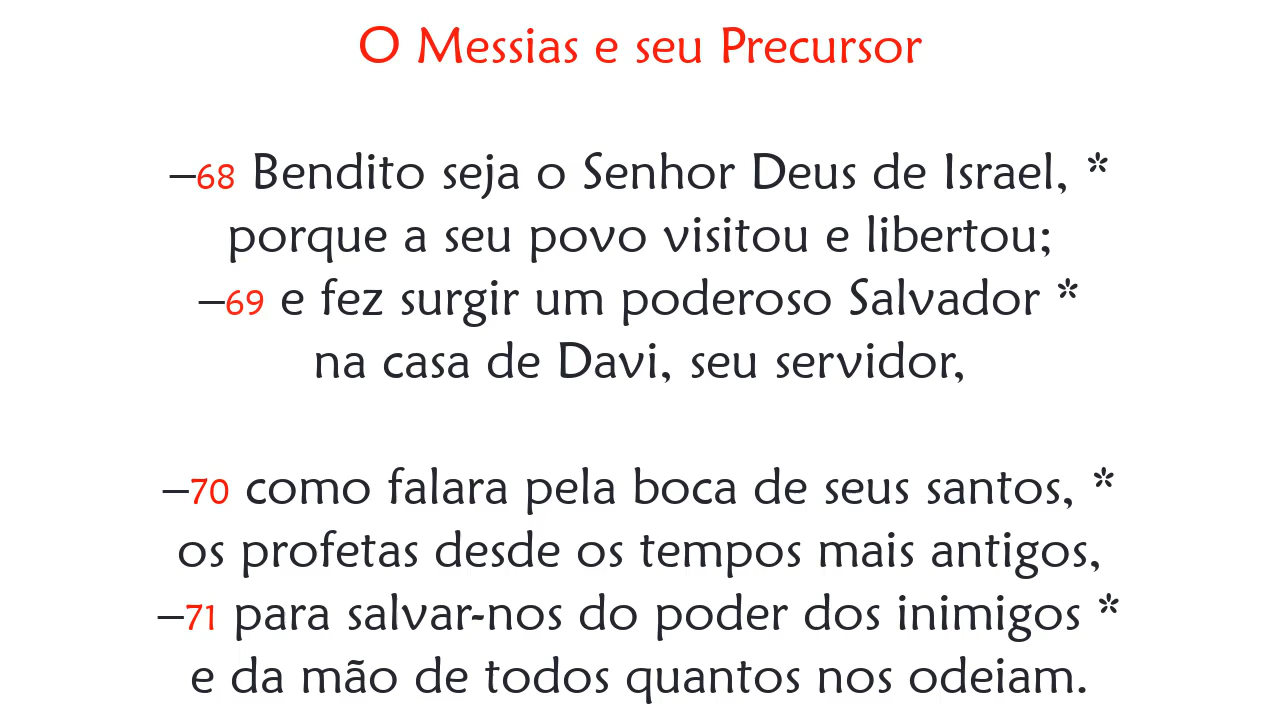 O Messias e seu Precursor
–68 Bendito seja o Senhor Deus de Israel, *
porque a seu povo visitou e libertou;
–69 e fez surgir um poderoso Salvador *
na casa de Davi, seu servidor,
–70 como falara pela boca de seus santos, *
os profetas desde os tempos mais antigos,
–71 para salvar-nos do poder dos inimigos *
e da mão de todos quantos nos odeiam.